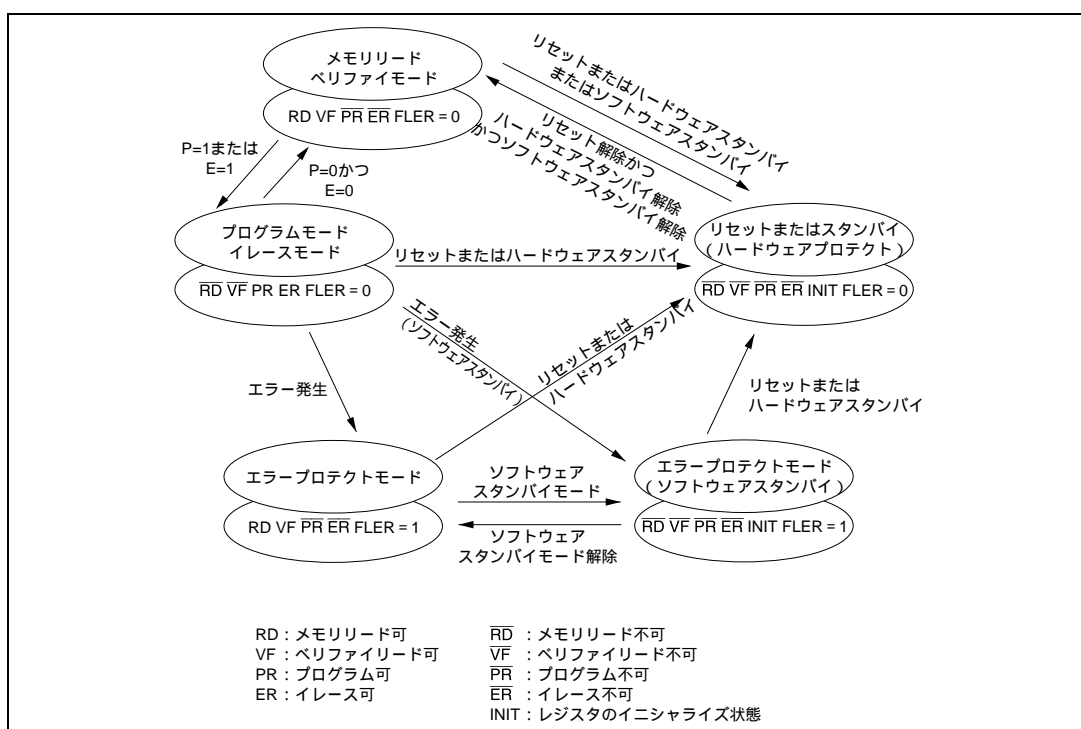 メモリリード
ベリファイモード
RD VF P̅R̅ E̅R̅ FLER = 0
リセットまたはハードウェアスタンバイ
またはソフトウェアスタンバイ
リセット解除かつ
ハードウェアスタンバイ解除
かつソフトウェアスタンバイ解除
P=1または
E=1
P=0かつ
E=0
プログラムモード
イレースモード
R̅D̅ V̅F̅ PR ER FLER = 0
リセットまたはハードウェアスタンバイ
リセットまたはスタンバイ
(ハードウェアプロテクト)
R̅D̅ V̅F̅ P̅R̅ E̅R̅ INIT FLER = 0
エラー発生
(ソフトウェアスタンバイ)
リセットまたは
ハードウェアスタンバイ
エラー発生
リセットまたは
ハードウェアスタンバイ
エラープロテクトモード
RD VF P̅R̅ E̅R̅ FLER = 1
ソフトウェア
スタンバイモード
ソフトウェア
スタンバイモード解除
エラープロテクトモード
(ソフトウェアスタンバイ)
R̅D̅ V̅F̅ P̅R̅ E̅R̅ INIT FLER = 1
RD : メモリリード可
VF : ベリファイリード可
PR : プログラム可
ER : イレース可
R̅D̅ : メモリリード不可
V̅F̅ : ベリファイリード不可
P̅R̅ : プログラム不可
E̅R̅ : イレース不可
INIT : レジスタのイニシャライズ状態